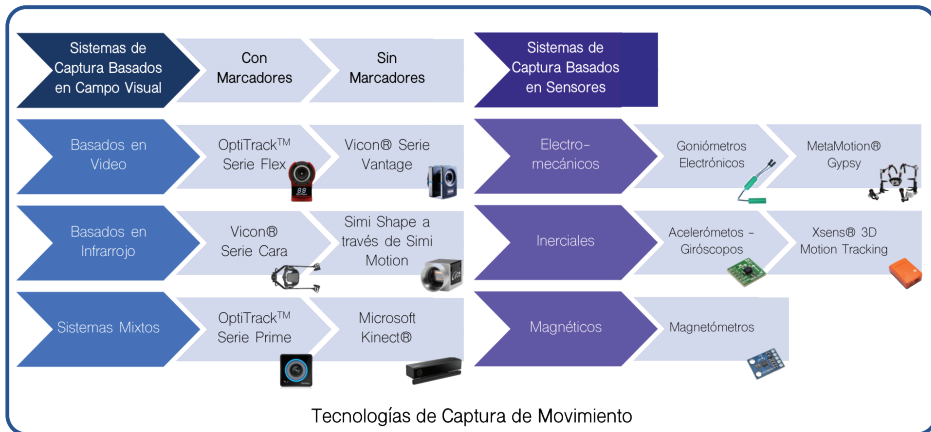 Sistemas de
Captura Basados
en Campo Visual
Con
Marcadores
Sin
Marcadores
Basados en
Video
OptiTrack™
Serie Flex
Vicon® Serie
Vantage
Basados en
Infrarrojo
Vicon®
Serie Cara
Simi Shape a
través de Simi
Motion
Sistemas Mixtos
OptiTrack™
Serie Prime
Microsoft
Kinect®
Sistemas de
Captura Basados
en Sensores
Electro-
mecánicos
Goniómetros
Electrónicos
MetaMotion®
Gypsy
Inerciales
Acelerómetos -
Giróscopos
Xsens® 3D
Motion Tracking
Magnéticos
Magnetómetros
Tecnologías de Captura de Movimiento